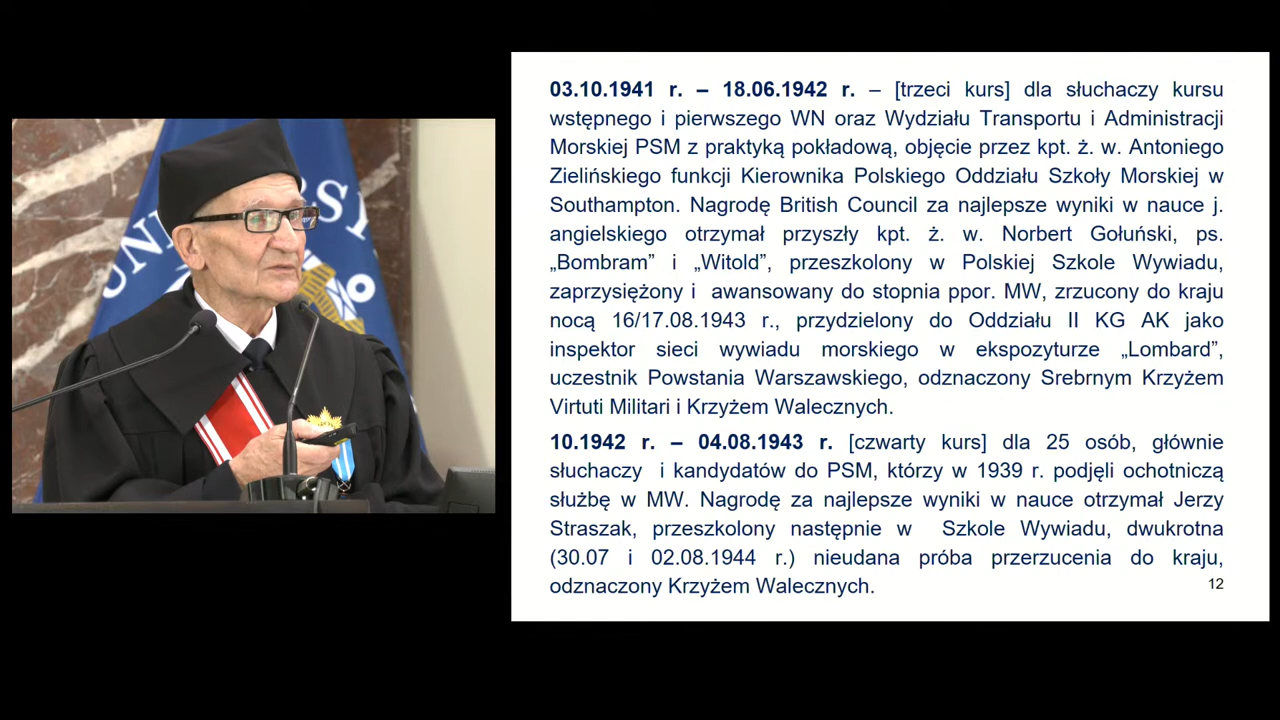 UNIWERSY
03.10.1941 r. – 18.06.1942 r. – [trzeci kurs] dla słuchaczy kursu
wstępnego i pierwszego WN oraz Wydziału Transportu i Administracji
Morskiej PSM z praktyką pokładową, objęcie przez kpt. ż. w. Antoniego
Zielińskiego funkcji Kierownika Polskiego Oddziału Szkoły Morskiej w
Southampton. Nagrodę British Council za najlepsze wyniki w nauce j.
angielskiego otrzymał przyszły kpt. ż. w. Norbert Gołuński, ps.
„Bombram” i „Witold”, przeszkolony w Polskiej Szkole Wywiadu,
zaprzysiężony i awansowany do stopnia ppor. MW, zrzucony do kraju
nocą 16/17.08.1943 r., przydzielony do Oddziału II KG AK jako
inspektor sieci wywiadu morskiego w ekspozyturze „Lombard”,
uczestnik Powstania Warszawskiego, odznaczony Srebrnym Krzyżem
Virtuti Militari i Krzyżem Walecznych.
10.1942 r. – 04.08.1943 r. [czwarty kurs] dla 25 osób, głównie
słuchaczy i kandydatów do PSM, którzy w 1939 r. podjęli ochotniczą
służbę w MW. Nagrodę za najlepsze wyniki w nauce otrzymał Jerzy
Straszak, przeszkolony następnie w Szkole Wywiadu, dwukrotna
(30.07 i 02.08.1944 r.) nieudana próba przerzucenia do kraju,
odznaczony Krzyżem Walecznych.
12